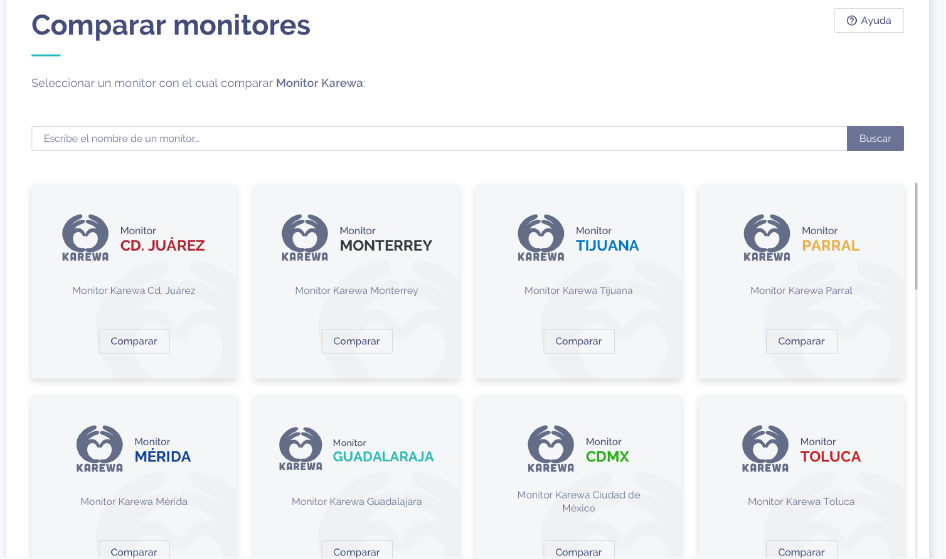 Comparar monitores
Ayuda
Seleccionar un monitor con el cual comparar Monitor Karewa:
Escribe el nombre de un monitor...
Buscar
KAREWA
Monitor
CD. JUÁREZ
Monitor Karewa Cd. Juárez
Comparar
KAREWA
Monitor
MONTERREY
Monitor Karewa Monterrey
Comparar
KAREWA
Monitor
TIJUANA
Monitor Karewa Tijuana
Comparar
KAREWA
Monitor
PARRAL
Monitor Karewa Parral
Comparar
KAREWA
Monitor
MÉRIDA
Monitor Karewa Mérida
Comparar
KAREWA
Monitor
GUADALARAJA
Monitor Karewa Guadalajara
Comparar
KAREWA
Monitor
CDMX
Monitor Karewa Ciudad de
México
Comparar
KAREWA
Monitor
TOLUCA
Monitor Karewa Toluca
Comparar